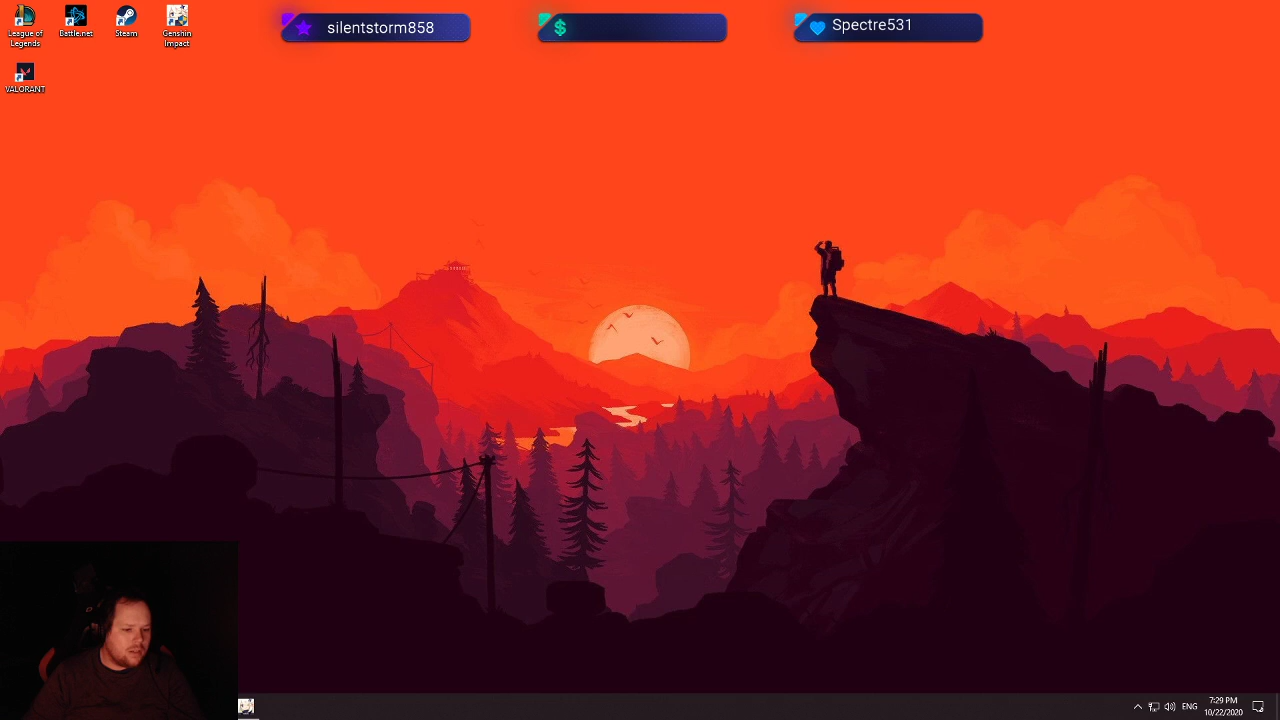 League of
Legends
Battle.net
Steam
Genshin
Impact
VALORANT
silentstorm858
$
Spectre531
ENG
7:29 PM
10/22/2020